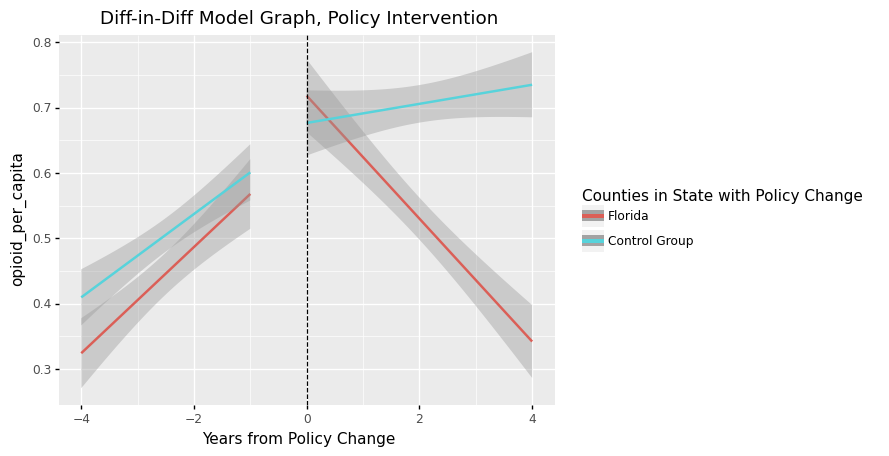 Diff-in-Diff Model Graph, Policy Intervention
0.8
0.7
0.6
0.5
0.4
0.3
opioid_per_capita
−4
−2
0
2
4
Years from Policy Change
Counties in State with Policy Change
Florida
Control Group